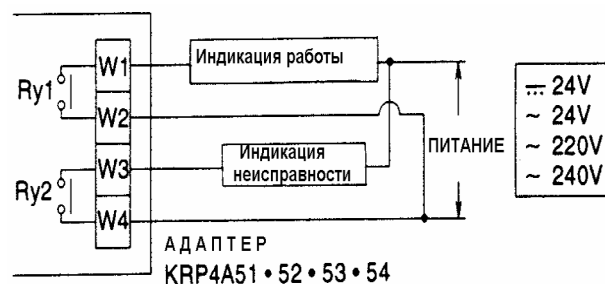 W1
Индикация работы
Ry1
W2
⎓ 24V
~ 24V
~ 220V
~ 240V
ПИТАНИЕ
W3
Индикация
неисправности
Ry2
W4
АДАПТЕР
KRP4A51 • 52 • 53 • 54